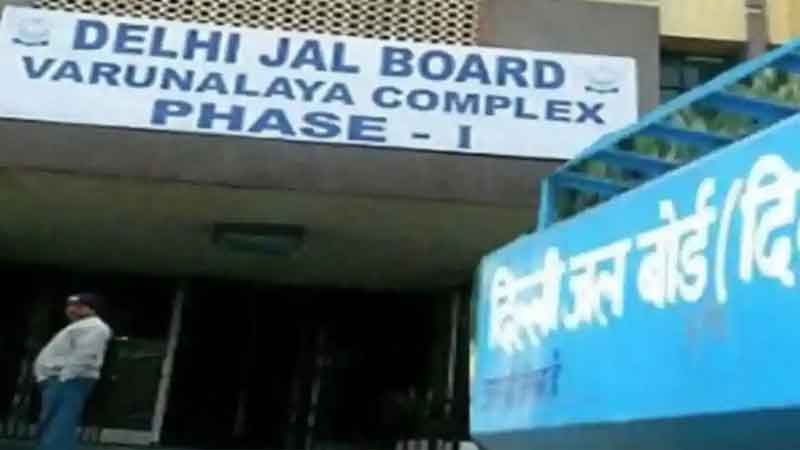 DELHI JAL BOARD
VARUNALAYA COMPLEX
PHASE - I
दिल्ली जल बोर्ड (दि